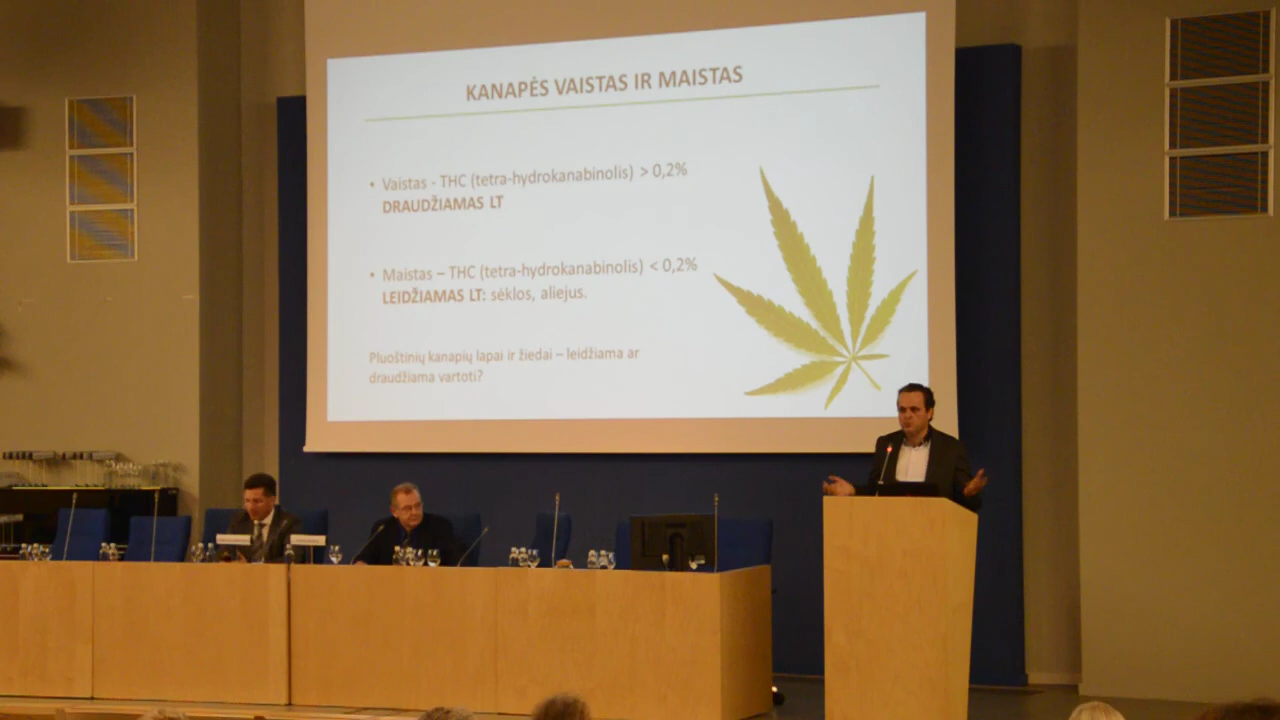 KANAPĖS VAISTAS IR MAISTAS
• Vaistas - THC (tetra-hydrokanabinolis) > 0,2%
DRAUDŽIAMAS LT
• Maistas – THC (tetra-hydrokanabinolis) < 0,2%
LEIDŽIAMAS LT: sėklos, aliejus.
Pluoštinių kanapių lapai ir žiedai – leidžiama ar
draudžiama vartoti?